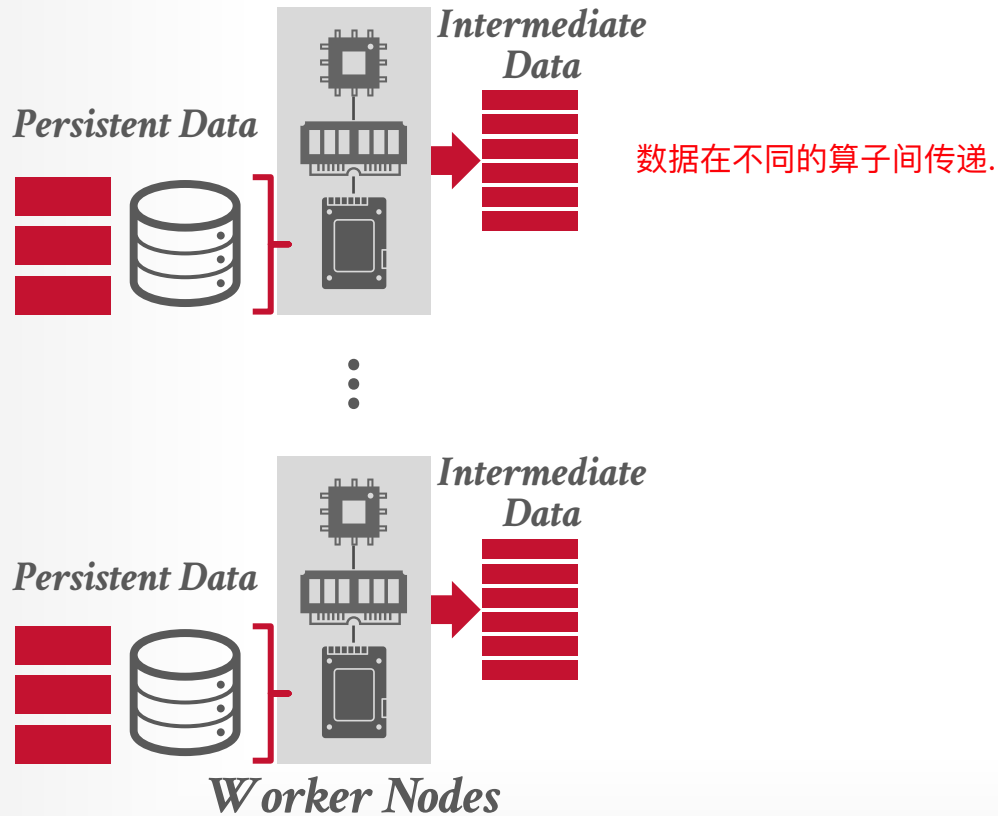 Intermediate
Data
Persistent Data
数据在不同的算子间传递.
Intermediate
Data
Persistent Data
Worker Nodes